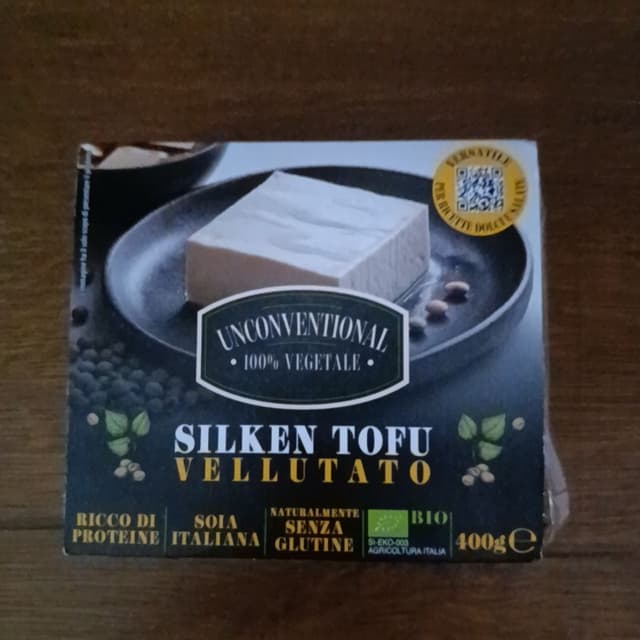 VERSATILE
PER RICETTE DOLCI E SALATE
UNCONVENTIONAL
• 100% VEGETALE •
SILKEN TOFU
VELLUTATO
RICCO DI
PROTEINE
SOIA
ITALIANA
NATURALMENTE
SENZA
GLUTINE
BIO
SI-EKO-003
AGRICOLTURA ITALIA
400g℮